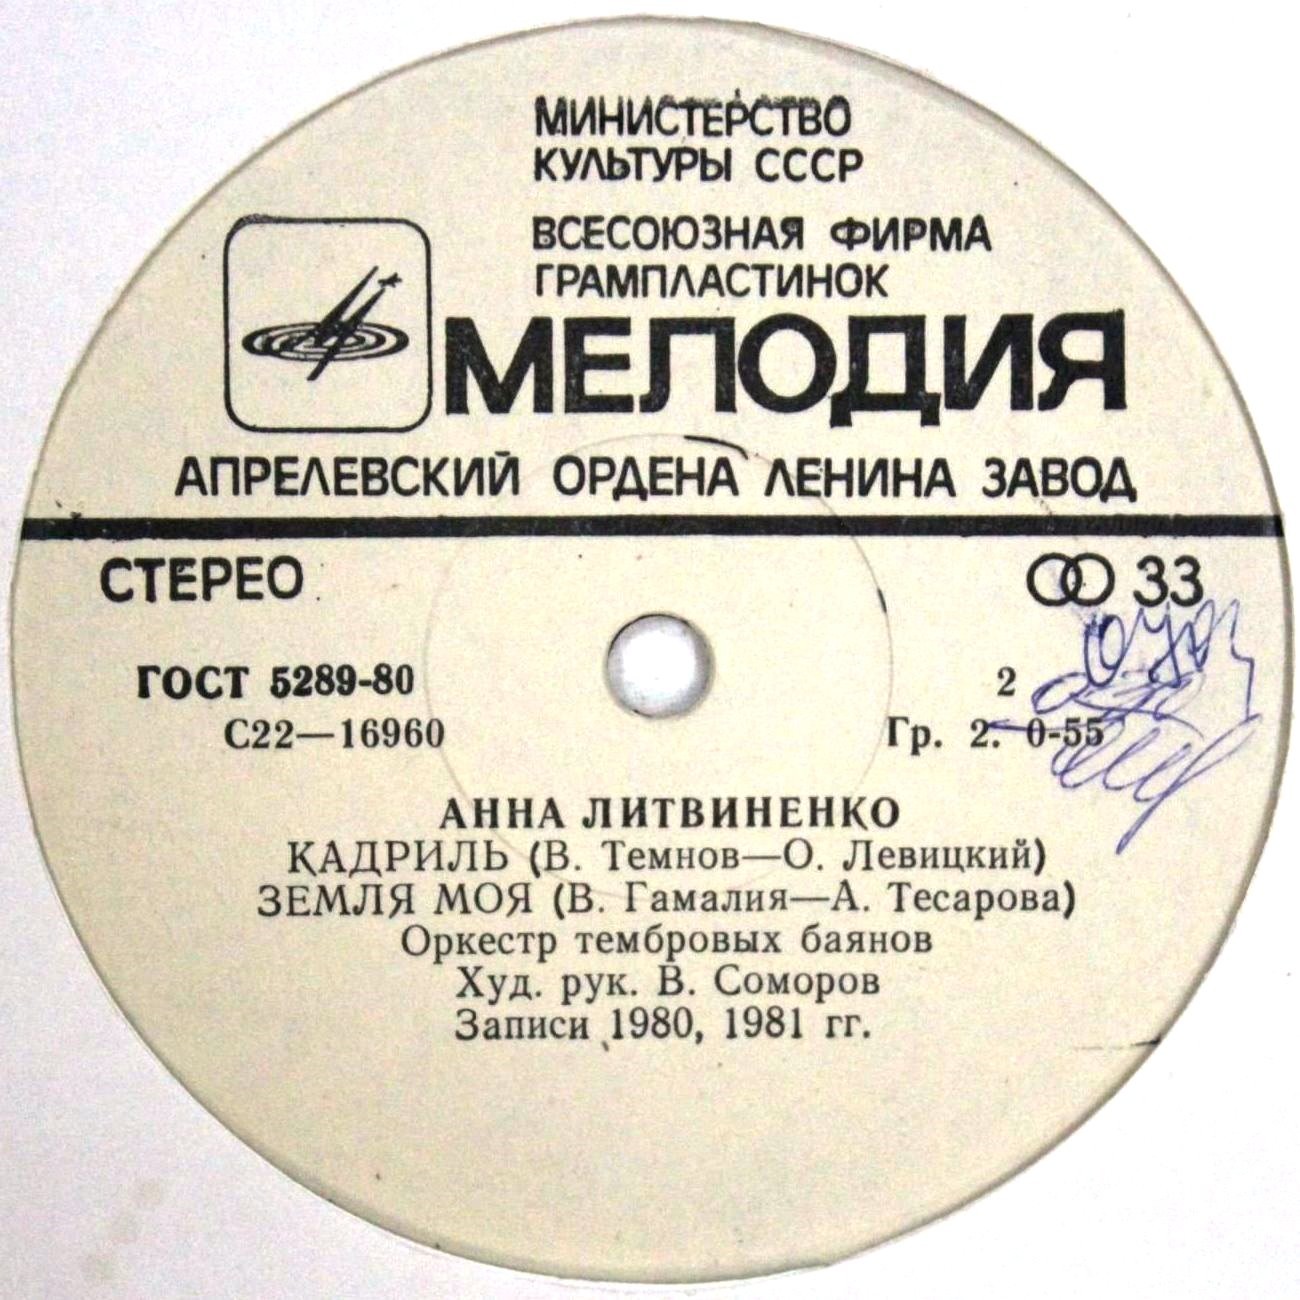 МИНИСТЕРСТВО
КУЛЬТУРЫ СССР
ВСЕСОЮЗНАЯ ФИРМА
ГРАМПЛАСТИНОК
МЕЛОДИЯ
АПРЕЛЕВСКИЙ ОРДЕНА ЛЕНИНА ЗАВОД
СТЕРЕО 33
ГОСТ 5289-80 2
С22—16960 Гр. 2. 0-55
АННА ЛИТВИНЕНКО
КАДРИЛЬ (В. Темнов—О. Левицкий)
ЗЕМЛЯ МОЯ (В. Гамалия—А. Тесарова)
Оркестр тембровых баянов
Худ. рук. В. Соморов
Записи 1980, 1981 гг.